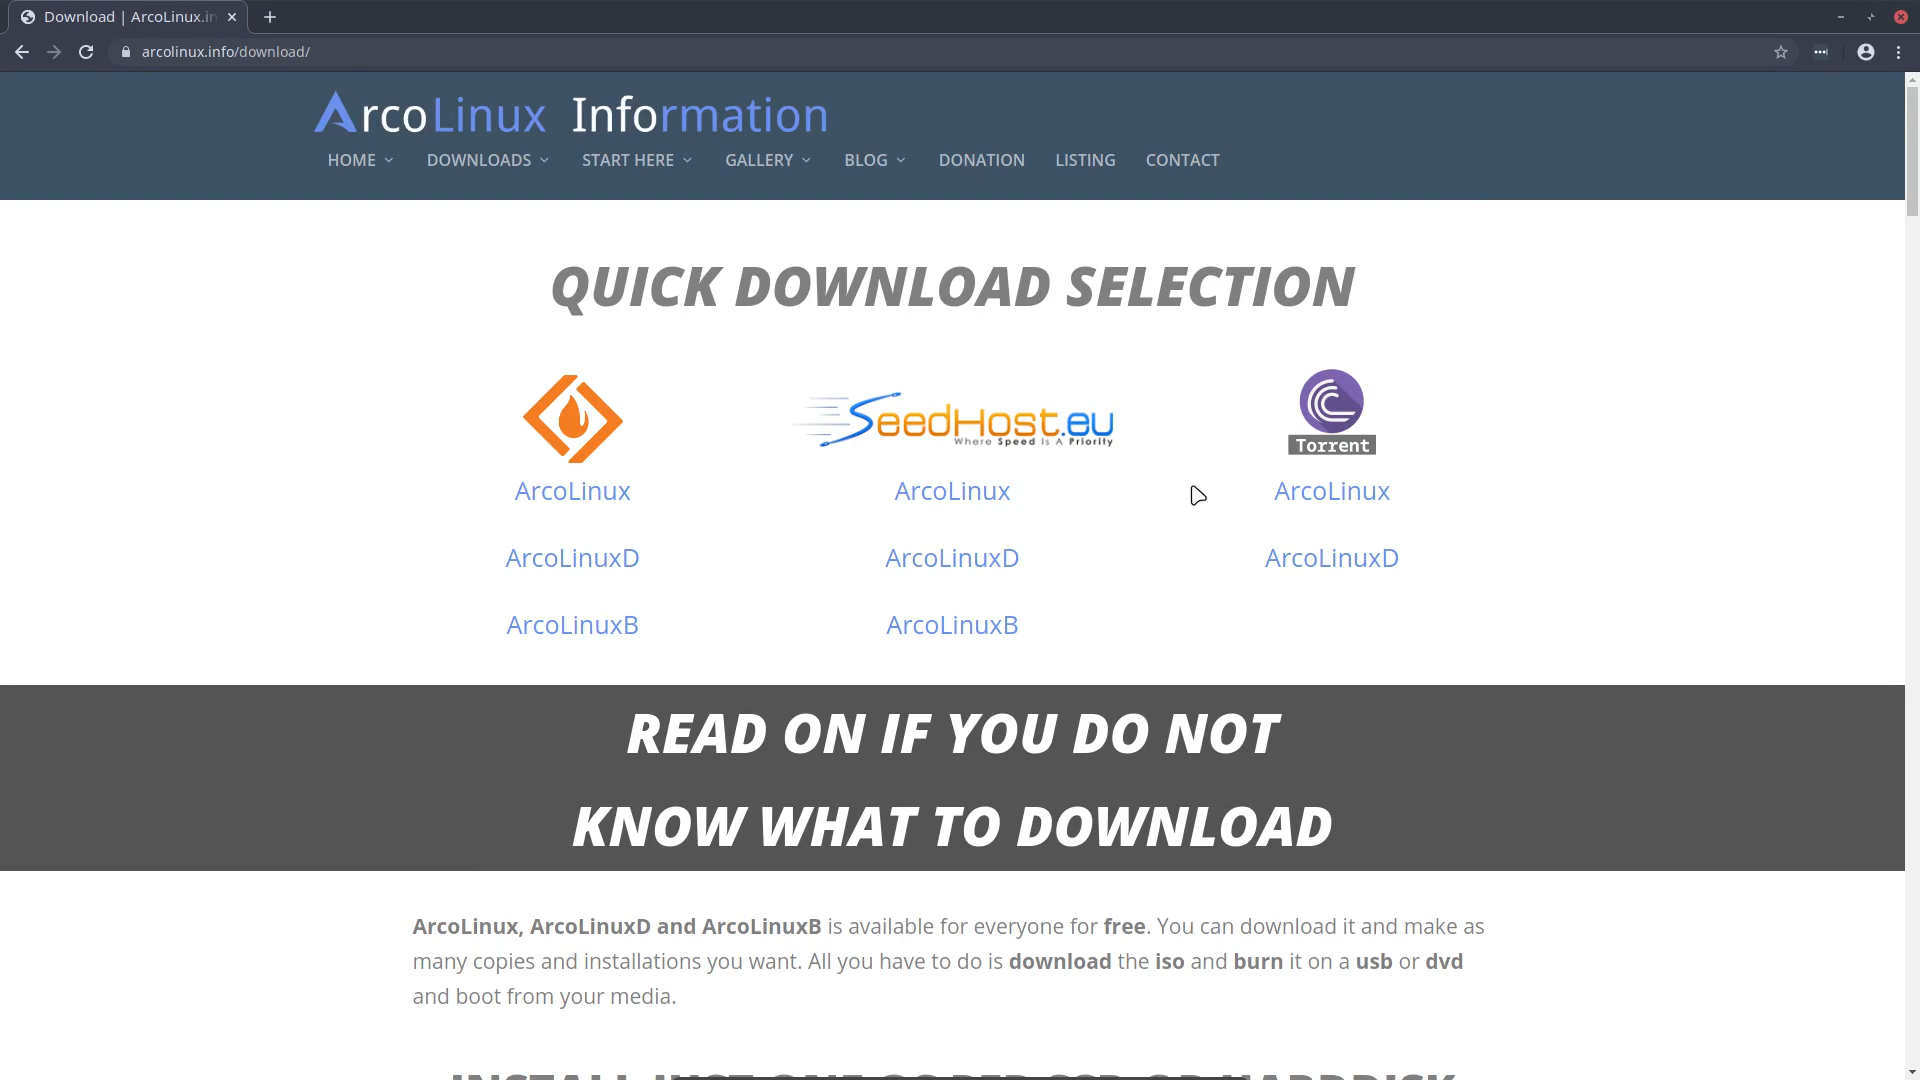 Download | ArcoLinux.in
arcolinux.info/download/
ArcoLinux Information
HOME DOWNLOADS START HERE GALLERY BLOG DONATION LISTING CONTACT
QUICK DOWNLOAD SELECTION
SeedHost.eu
Where Speed Is A Priority
Torrent
ArcoLinux ArcoLinux ArcoLinux
ArcoLinuxD ArcoLinuxD ArcoLinuxD
ArcoLinuxB ArcoLinuxB
READ ON IF YOU DO NOT
KNOW WHAT TO DOWNLOAD
ArcoLinux, ArcoLinuxD and ArcoLinuxB is available for everyone for free. You can download it and make as
many copies and installations you want. All you have to do is download the iso and burn it on a usb or dvd
and boot from your media.